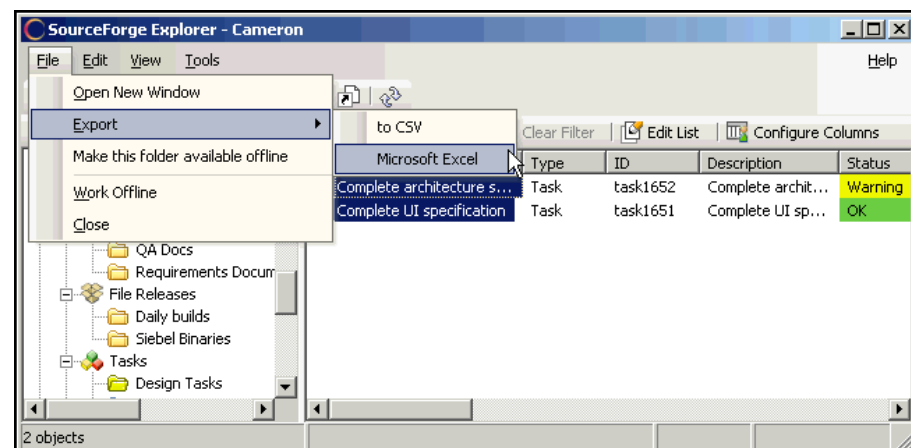 SourceForge Explorer - Cameron
File Edit View Tools Help
Open New Window
Export
to CSV
Clear Filter Edit List Configure Columns
Make this folder available offline
Microsoft Excel
Type ID Description Status
Work Offline
Complete architecture s... Task task1652 Complete archit... Warning
Close
Complete UI specification Task task1651 Complete UI sp... OK
QA Docs
Requirements Docum
File Releases
Daily builds
Siebel Binaries
Tasks
Design Tasks
2 objects